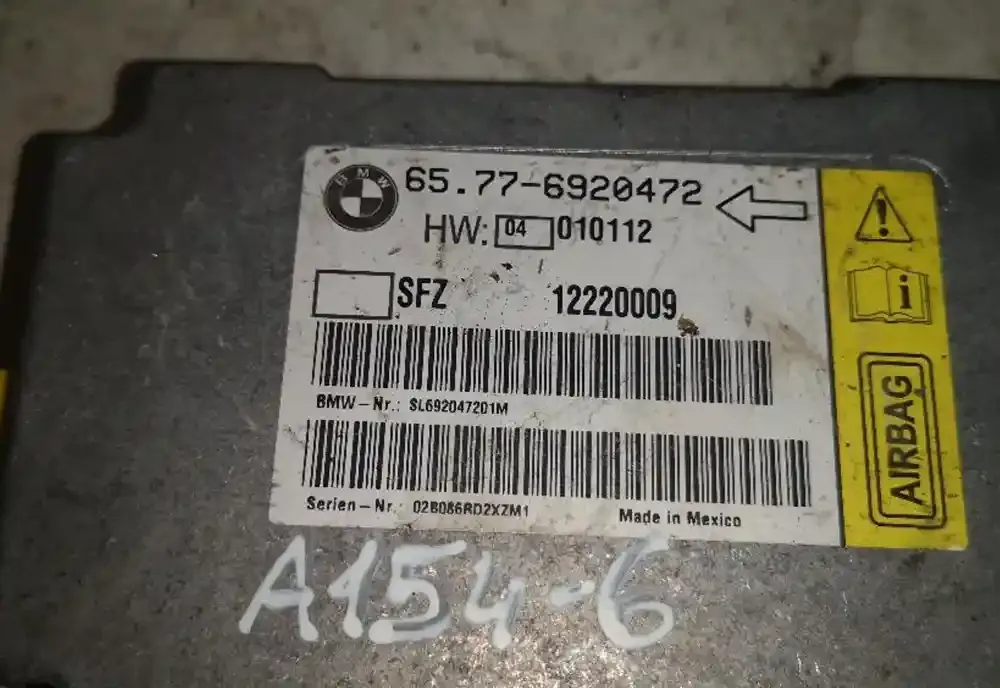 BMW
65.77-6920472
HW: 04 010112
SFZ 12220009
BMW-Nr.: SL692047201M
Serien-Nr. 02B086RD2XZM1
Made in Mexico
i
AIRBAG
A154-6